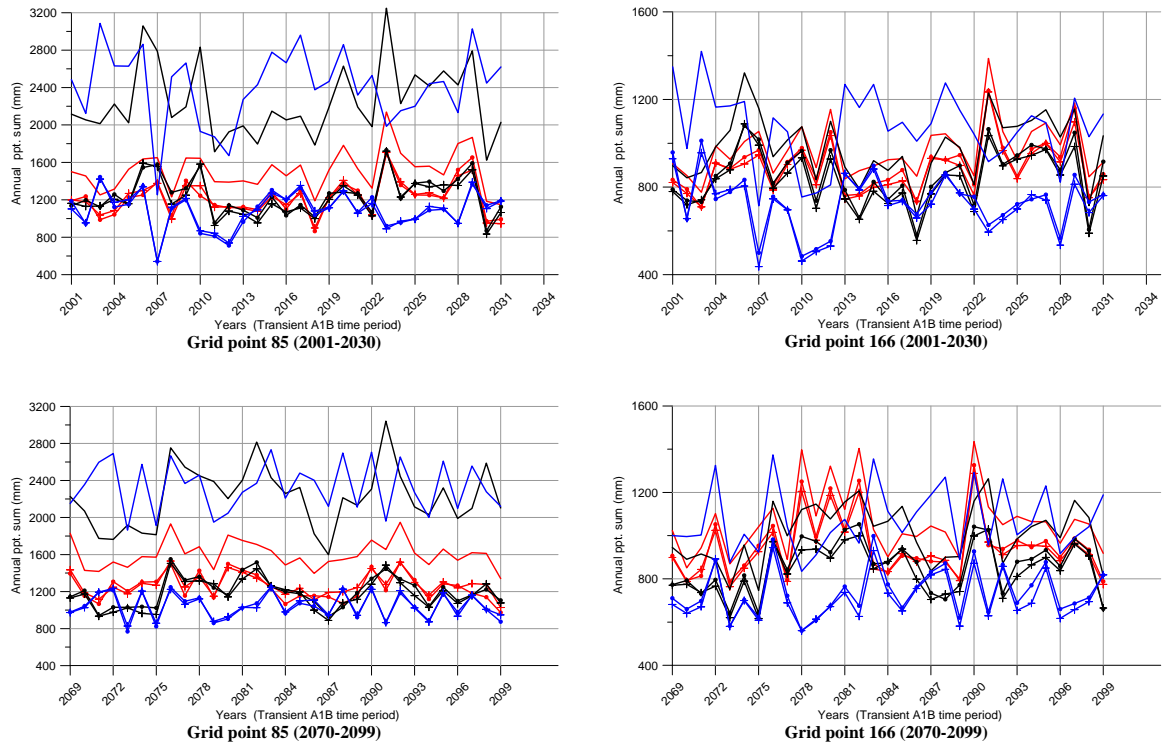 3200
2800
2400
2000
1600
1200
800
400
Annual ppt. sum (mm)
2001 2004 2007 2010 2013 2016 2019 2022 2025 2028 2031 2034
Years (Transient A1B time period)
Grid point 85 (2001-2030)
1600
1200
800
400
Annual ppt. sum (mm)
2001 2004 2007 2010 2013 2016 2019 2022 2025 2028 2031 2034
Years (Transient A1B time period)
Grid point 166 (2001-2030)
3200
2800
2400
2000
1600
1200
800
400
Annual ppt. sum (mm)
2069 2072 2075 2078 2081 2084 2087 2090 2093 2096 2099
Years (Transient A1B time period)
Grid point 85 (2070-2099)
1600
1200
800
400
Annual ppt. sum (mm)
2069 2072 2075 2078 2081 2084 2087 2090 2093 2096 2099
Years (Transient A1B time period)
Grid point 166 (2070-2099)